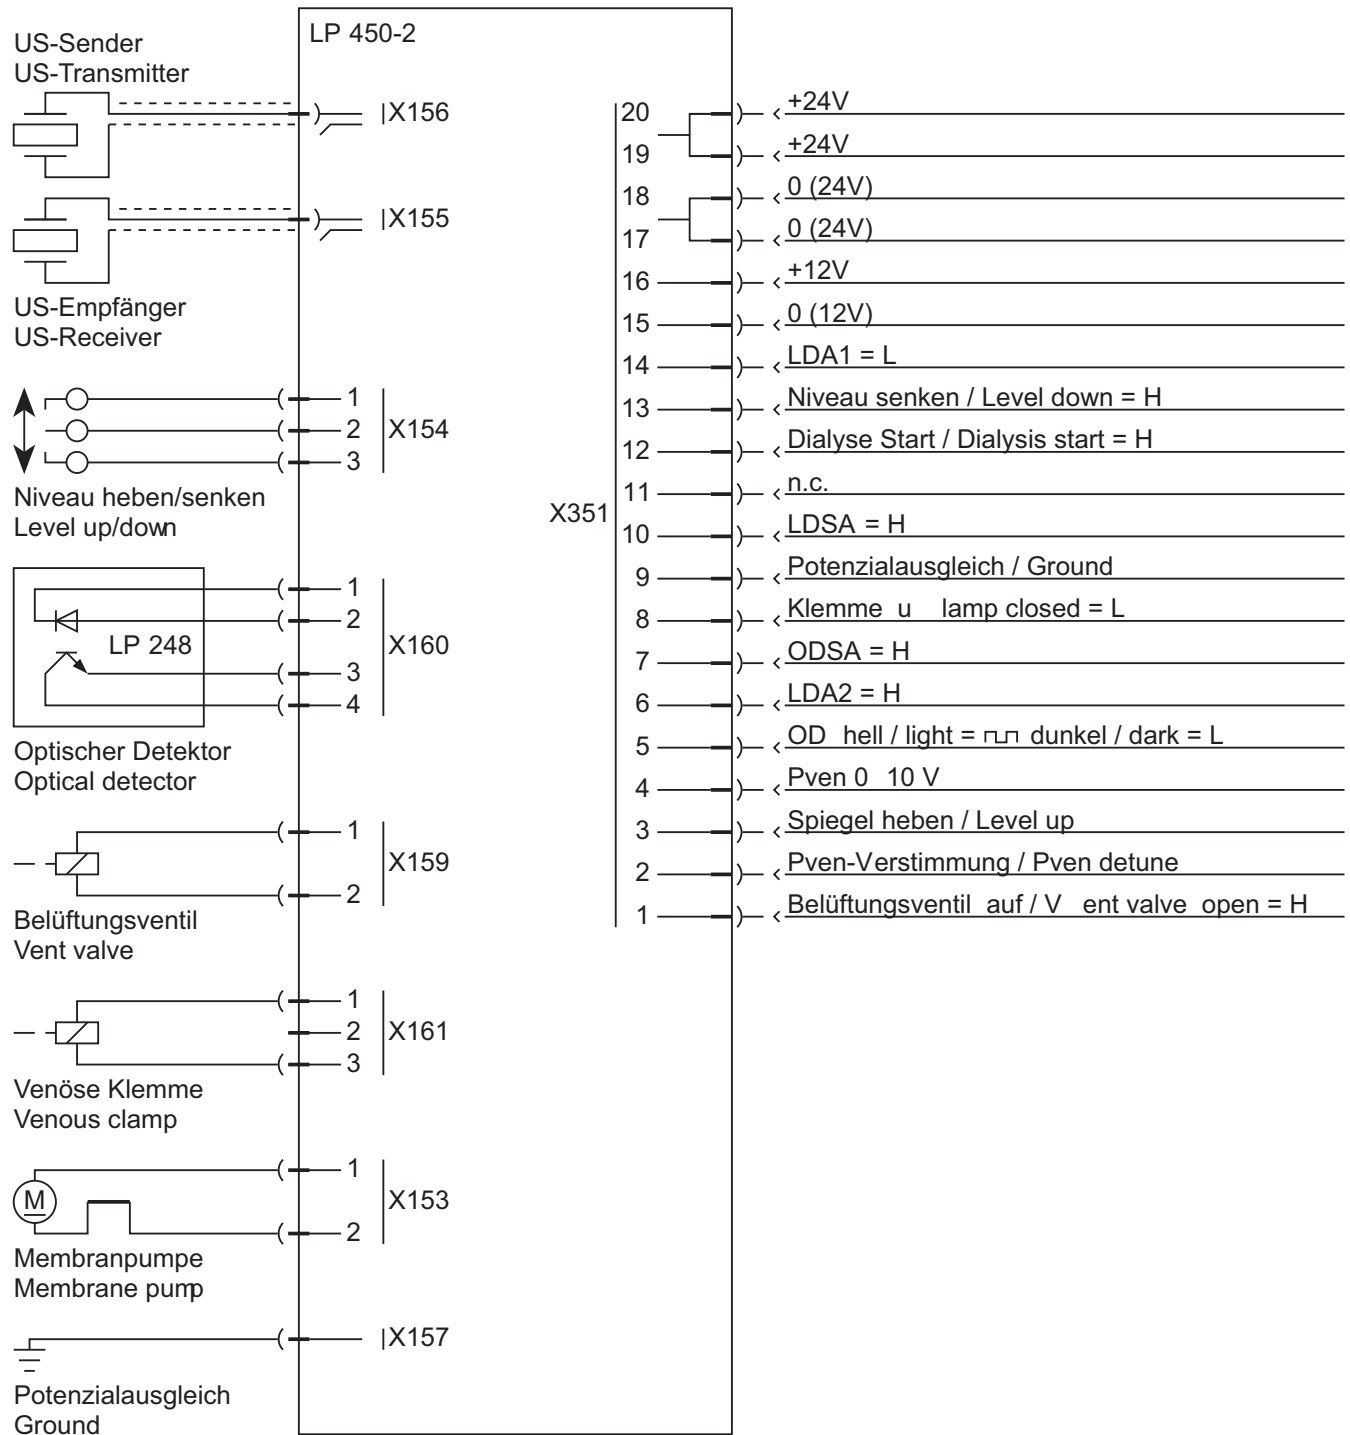 LP 450-2
US-Sender
US-Transmitter
X156
X155
US-Empfänger
US-Receiver
1
2
3
X154
Niveau heben/senken
Level up/down
LP 248
1
2
3
4
X160
Optischer Detektor
Optical detector
1
2
X159
Belüftungsventil
Vent valve
1
2
3
X161
Venöse Klemme
Venous clamp
M
1
2
X153
Membranpumpe
Membrane pump
X157
Potenzialausgleich
Ground
X351
20 +24V
19 +24V
18 0 (24V)
17 0 (24V)
16 +12V
15 0 (12V)
14 LDA1 = L
13 Niveau senken / Level down = H
12 Dialyse Start / Dialysis start = H
11 n.c.
10 LDSA = H
9 Potenzialausgleich / Ground
8 Klemme u lamp closed = L
7 ODSA = H
6 LDA2 = H
5 OD hell / light = dunkel / dark = L
4 Pven 0 10 V
3 Spiegel heben / Level up
2 Pven-Verstimmung / Pven detune
1 Belüftungsventil auf / V ent valve open = H